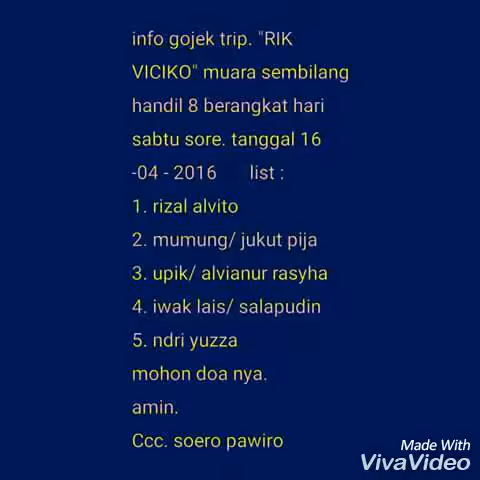 info gojek trip. "RIK
VICIKO" muara sembilang
handil 8 berangkat hari
sabtu sore. tanggal 16
-04 - 2016 list :
1. rizal alvito
2. mumung/ jukut pija
3. upik/ alvianur rasyha
4. iwak lais/ salapudin
5. ndri yuzza
mohon doa nya.
amin.
Ccc. soero pawiro
Made With
VivaVideo